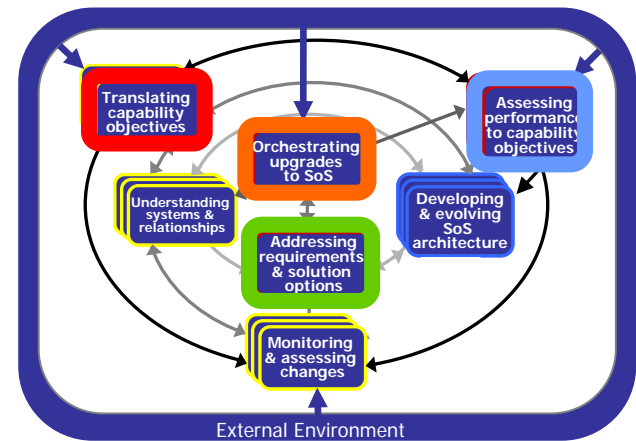 Translating
capability
objectives
Assessing
performance
to capability
objectives
Orchestrating
upgrades
to SoS
Understanding
systems &
relationships
Developing
& evolving
SoS
architecture
Addressing
requirements
& solution
options
Monitoring
& assessing
changes
External Environment